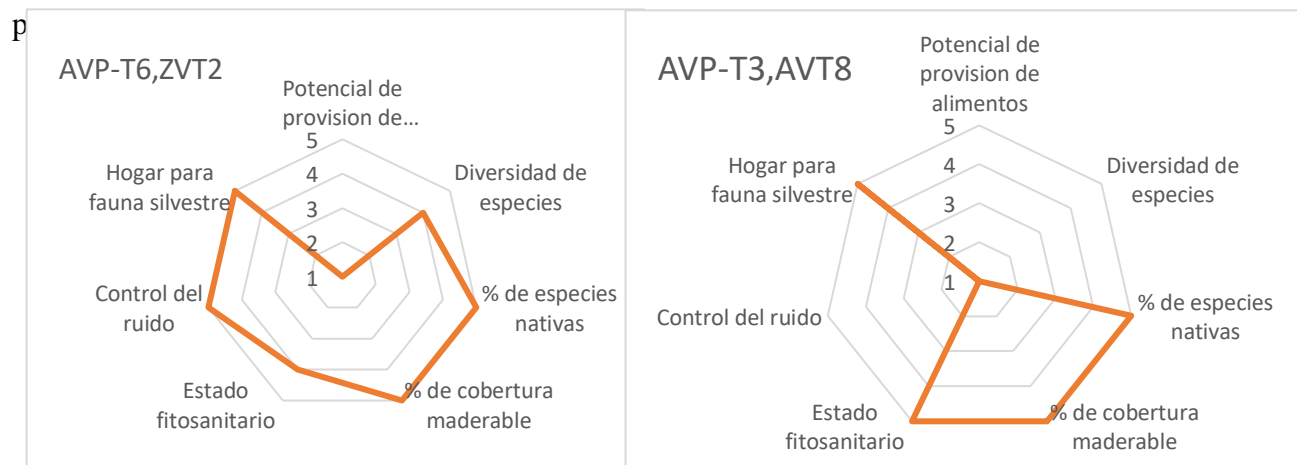 p
AVP-T6,ZVT2
Potencial de
provision de...
5
4
3
2
1
Diversidad de
especies
% de especies
nativas
% de cobertura
maderable
Estado
fitosanitario
Control del
ruido
Hogar para
fauna silvestre
AVP-T3,AVT8
Potencial de
provision de
alimentos
5
4
3
2
1
Diversidad de
especies
% de especies
nativas
% de cobertura
maderable
Estado
fitosanitario
Control del ruido
Hogar para
fauna silvestre